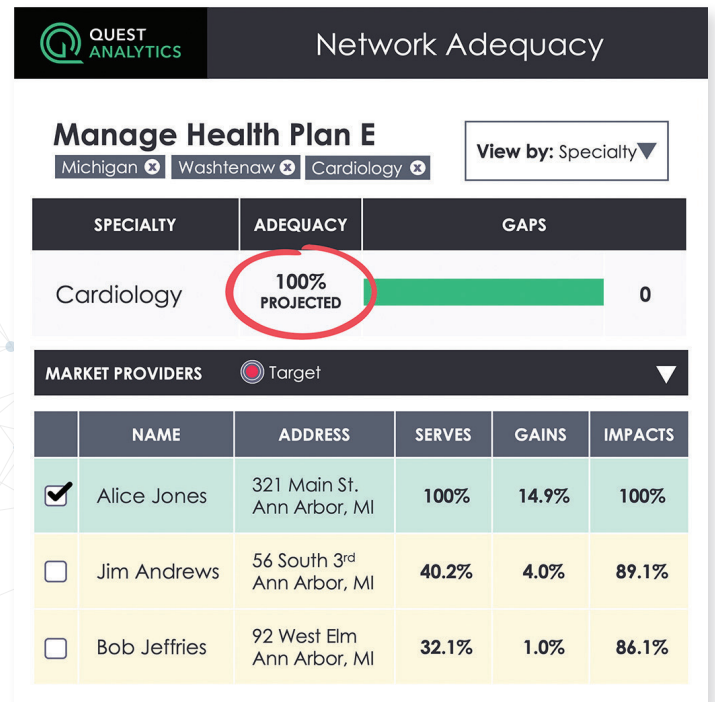 QUEST
ANALYTICS
Network Adequacy
Manage Health Plan E
Michigan x Washtenaw x Cardiology x
View by: Specialty
SPECIALTY ADEQUACY GAPS
Cardiology 100% PROJECTED 0
MARKET PROVIDERS Target
NAME ADDRESS SERVES GAINS IMPACTS
Alice Jones 321 Main St. 100% 14.9% 100%
Ann Arbor, MI
Jim Andrews 56 South 3rd 40.2% 4.0% 89.1%
Ann Arbor, MI
Bob Jeffries 92 West Elm 32.1% 1.0% 86.1%
Ann Arbor, MI